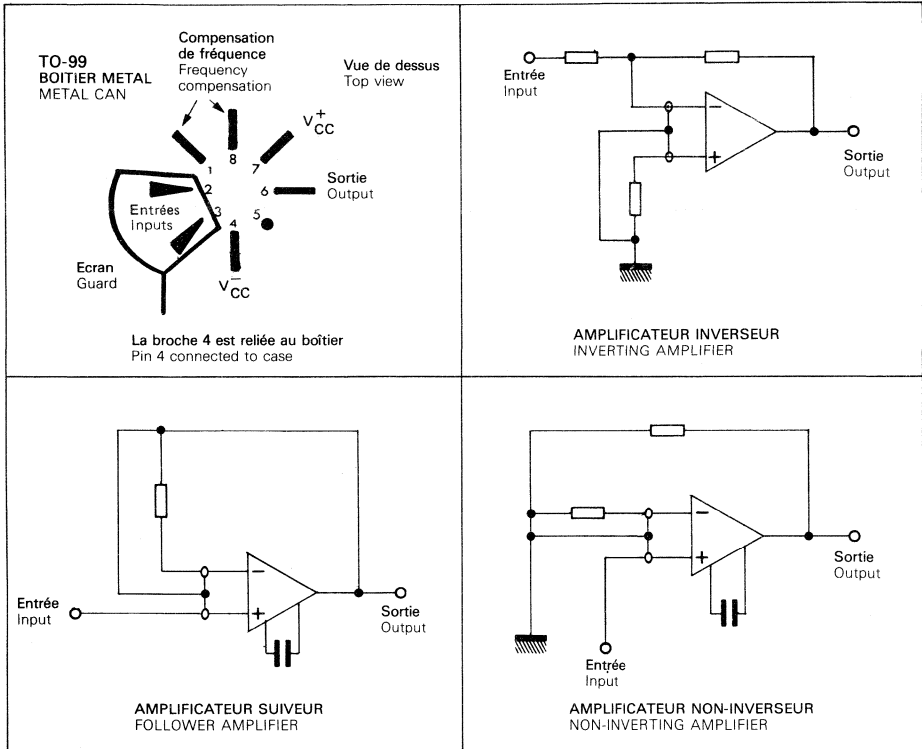 TO-99
BOITIER METAL
METAL CAN
Compensation
de fréquence
Frequency
compensation
Vue de dessus
Top view
V+CC
8
1
7
2
6
Sortie
Output
Entrées
Inputs
3
4
5
Ecran
Guard
V−CC
La broche 4 est reliée au boîtier
Pin 4 connected to case
Entrée
Input
−
+
Sortie
Output
AMPLIFICATEUR INVERSEUR
INVERTING AMPLIFIER
Entrée
Input
−
+
Sortie
Output
AMPLIFICATEUR SUIVEUR
FOLLOWER AMPLIFIER
−
+
Sortie
Output
Entrée
Input
AMPLIFICATEUR NON-INVERSEUR
NON-INVERTING AMPLIFIER